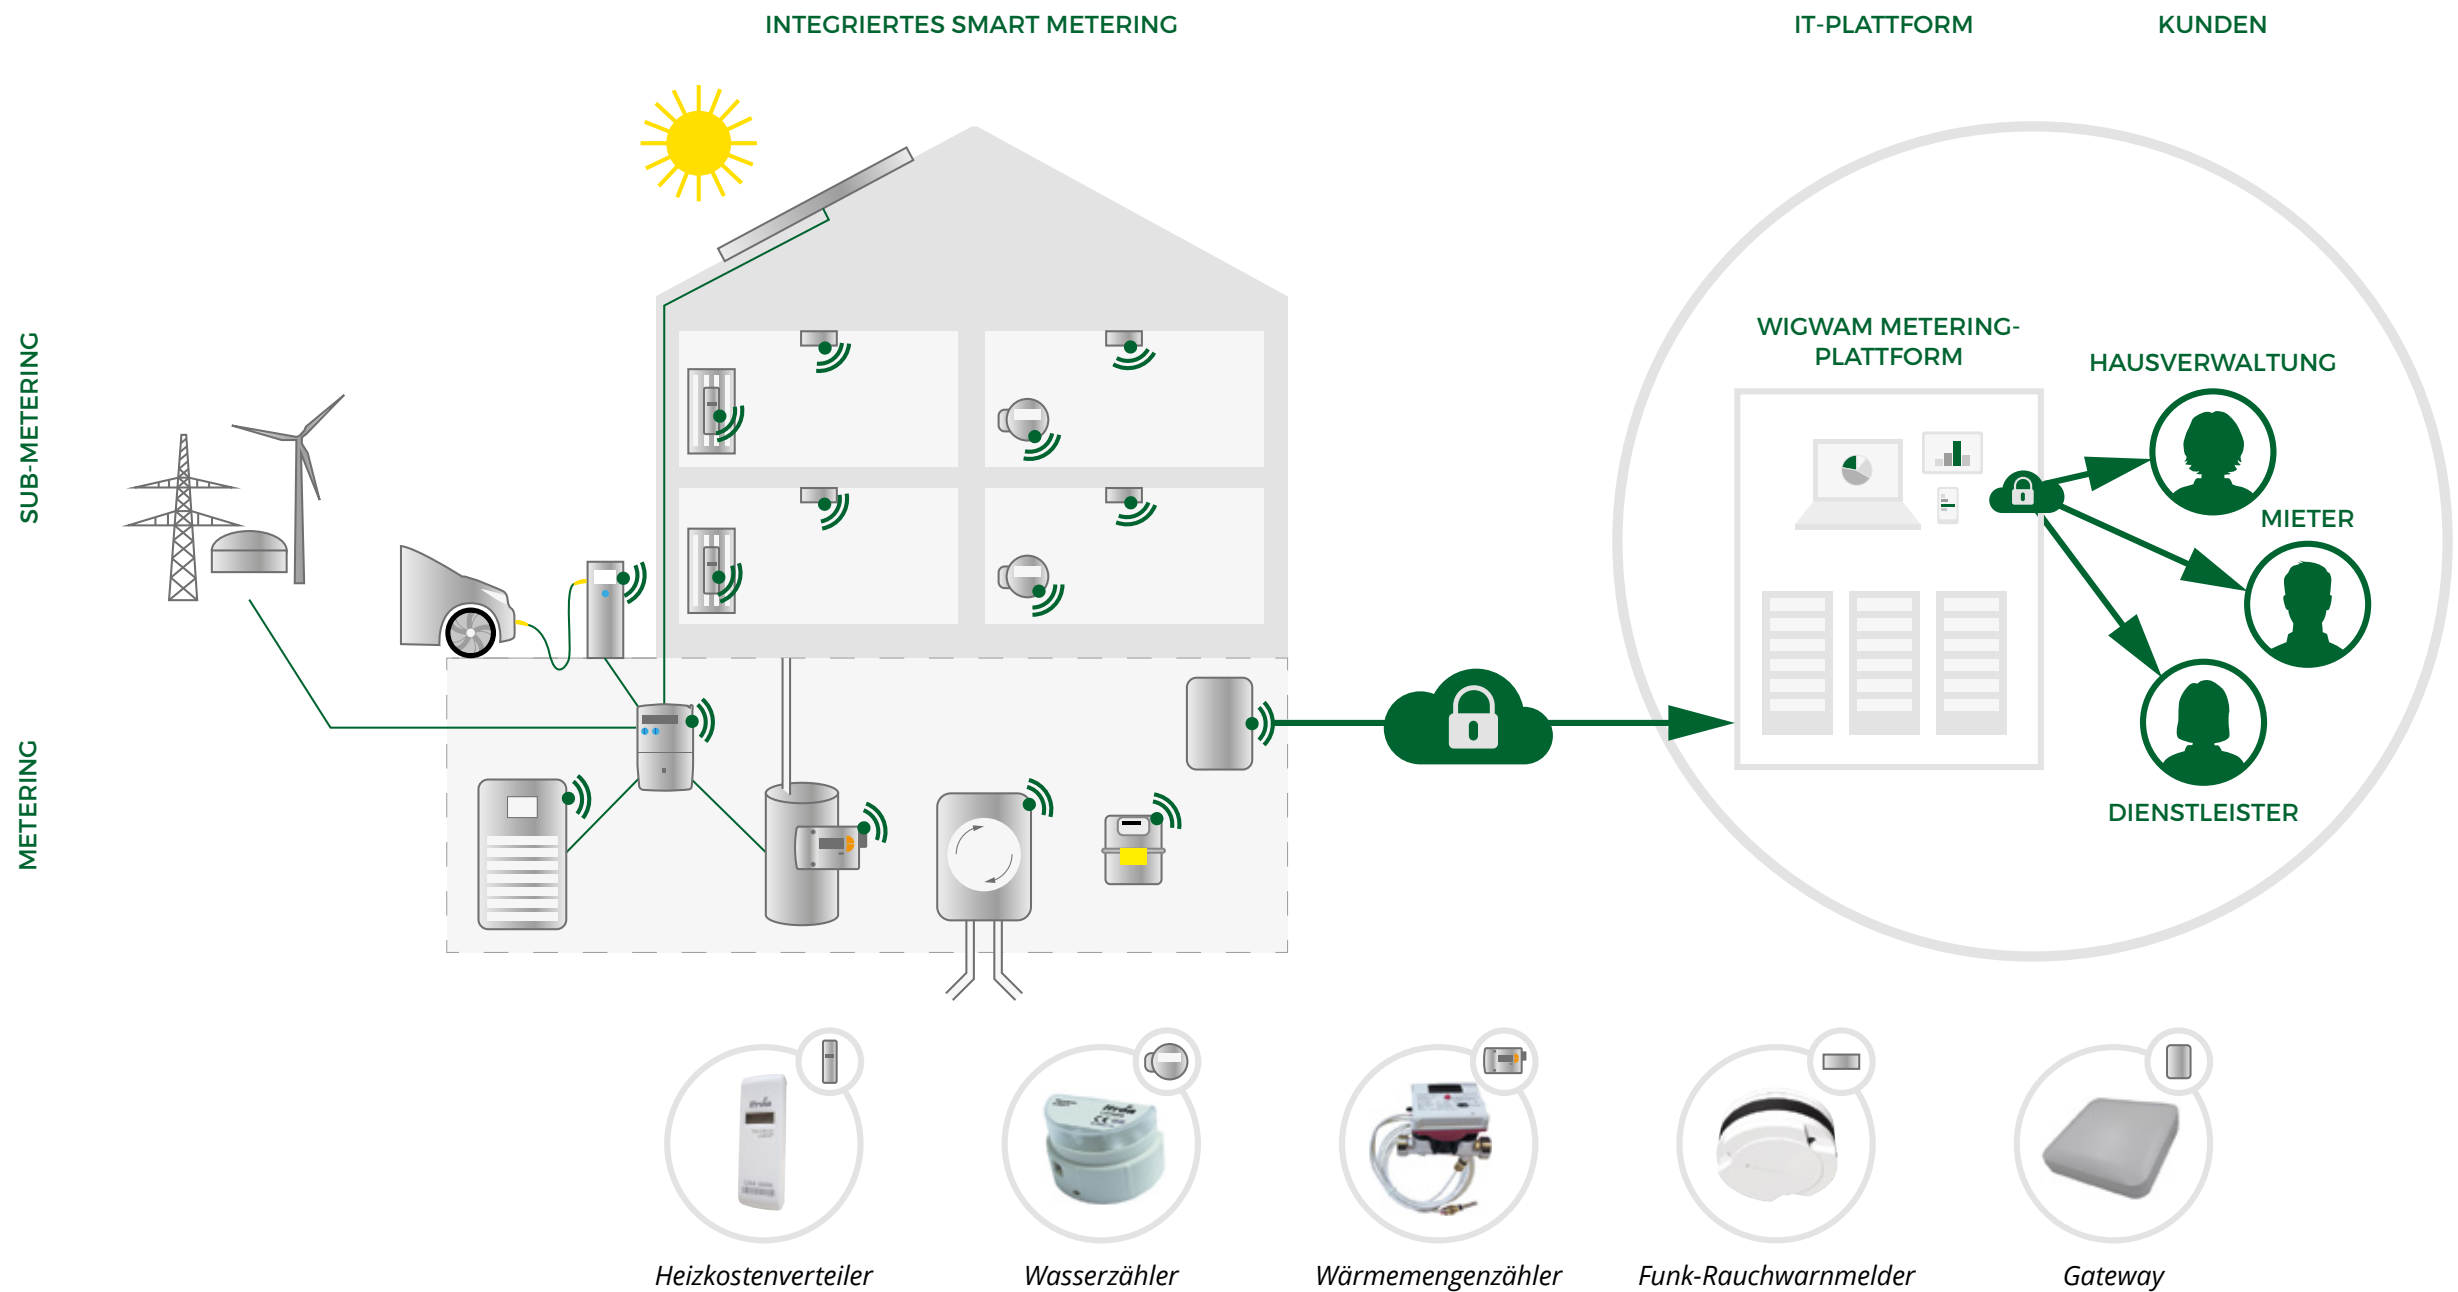 INTEGRIERTES SMART METERING
IT-PLATTFORM
KUNDEN
SUB-METERING
METERING
WIGWAM METERING-
PLATTFORM
HAUSVERWALTUNG
MIETER
DIENSTLEISTER
Heizkostenverteiler
Wasserzähler
Wärmemengenzähler
Funk-Rauchwarnmelder
Gateway